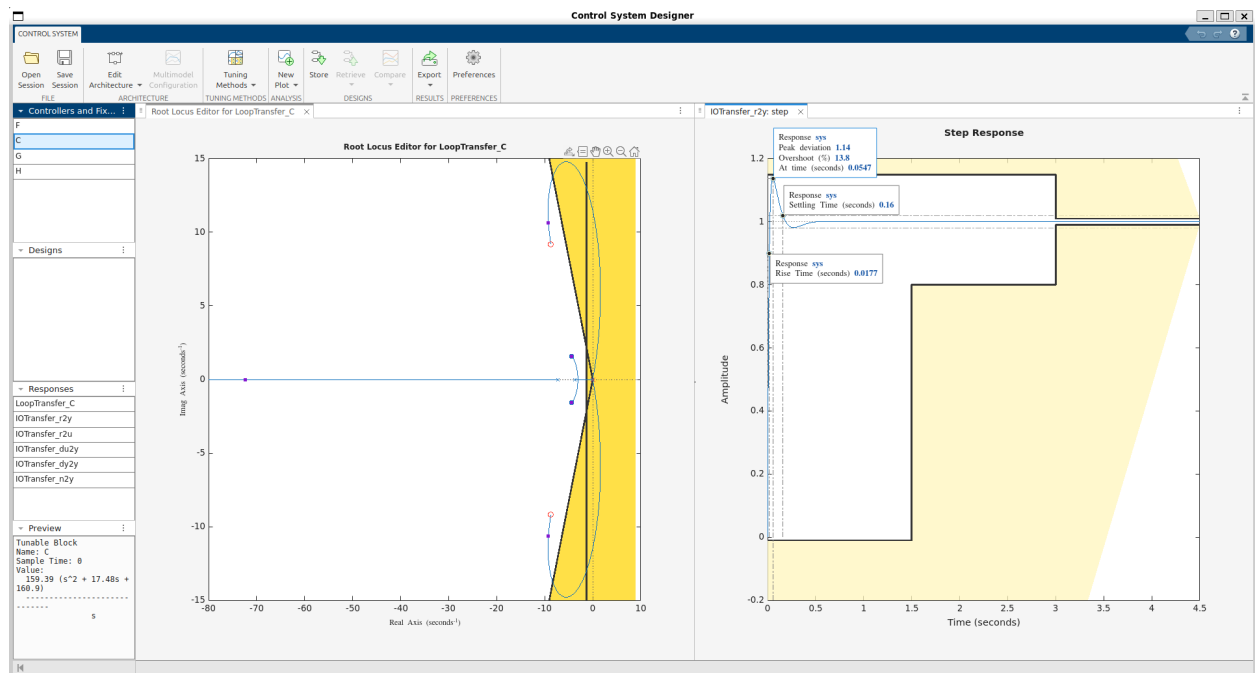 Control System Designer
CONTROL SYSTEM
?
Open Session
Save Session
Edit Architecture
Multimodel Configuration
Tuning Methods
New Plot
Store
Retrieve
Compare
Export
Preferences
FILE
ARCHITECTURE
TUNING METHODS
ANALYSIS
DESIGNS
RESULTS
PREFERENCES
Controllers and Fix...
F
C
G
H
Designs
Responses
LoopTransfer_C
IOTransfer_r2y
IOTransfer_r2u
IOTransfer_du2y
IOTransfer_dy2y
IOTransfer_n2y
Preview
Tunable Block
Name: C
Sample Time: 0
Value:
159.39 (s^2 + 17.48s +
160.9)
----------------------
-------
s
Root Locus Editor for LoopTransfer_C
Root Locus Editor for LoopTransfer_C
15
10
5
0
-5
-10
-15
-80 -70 -60 -50 -40 -30 -20 -10 0 10
Imag Axis (seconds⁻¹)
Real Axis (seconds⁻¹)
IOTransfer_r2y: step
Step Response
Response sys
Peak deviation 1.14
Overshoot (%) 13.8
At time (seconds) 0.0547
Response sys
Settling Time (seconds) 0.16
Response sys
Rise Time (seconds) 0.0177
1.2
1
0.8
0.6
0.4
0.2
0
-0.2
0 0.5 1 1.5 2 2.5 3 3.5 4 4.5
Amplitude
Time (seconds)